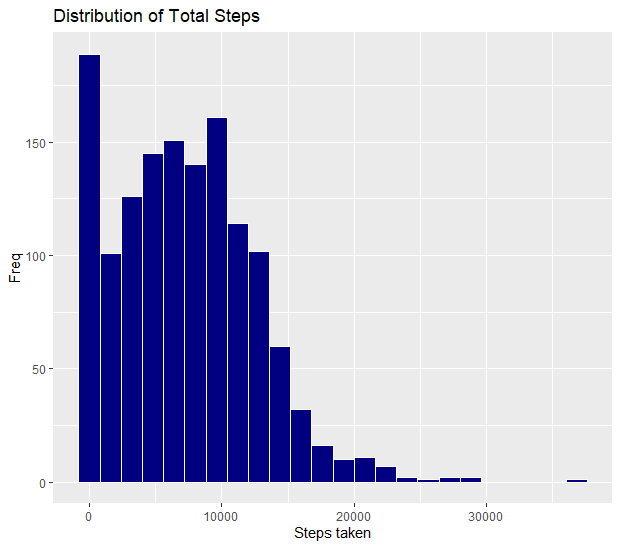 Distribution of Total Steps
150
100
50
0
Freq
0 10000 20000 30000
Steps taken